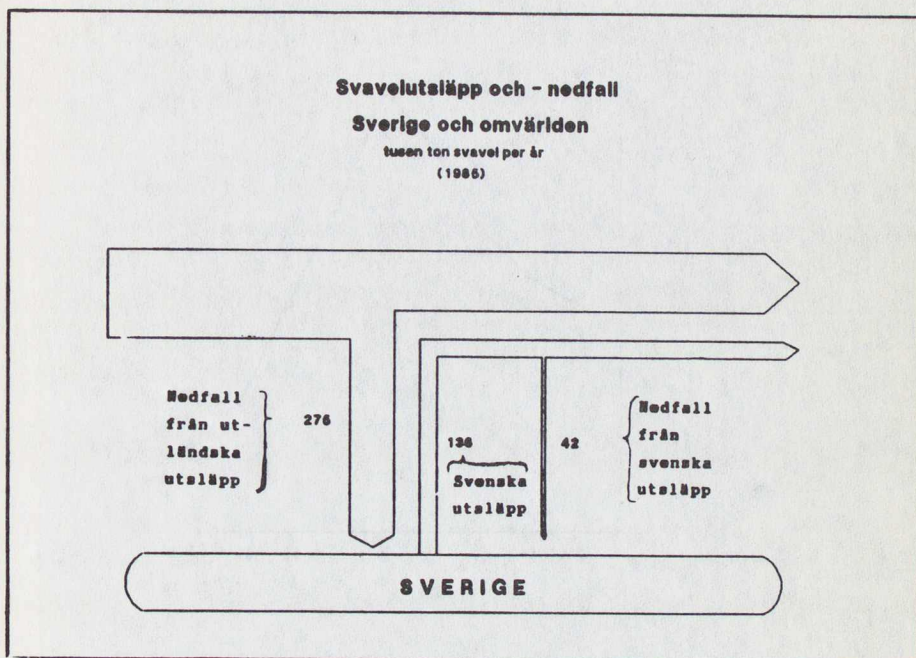 Svavelutsläpp och - nedfall
Sverige och omvärlden
tusen ton svavel per år
(1986)
Nedfall
från ut-
ländska
utsläpp
276
136
Svenska
utsläpp
42
Nedfall
från
svenska
utsläpp
SVERIGE